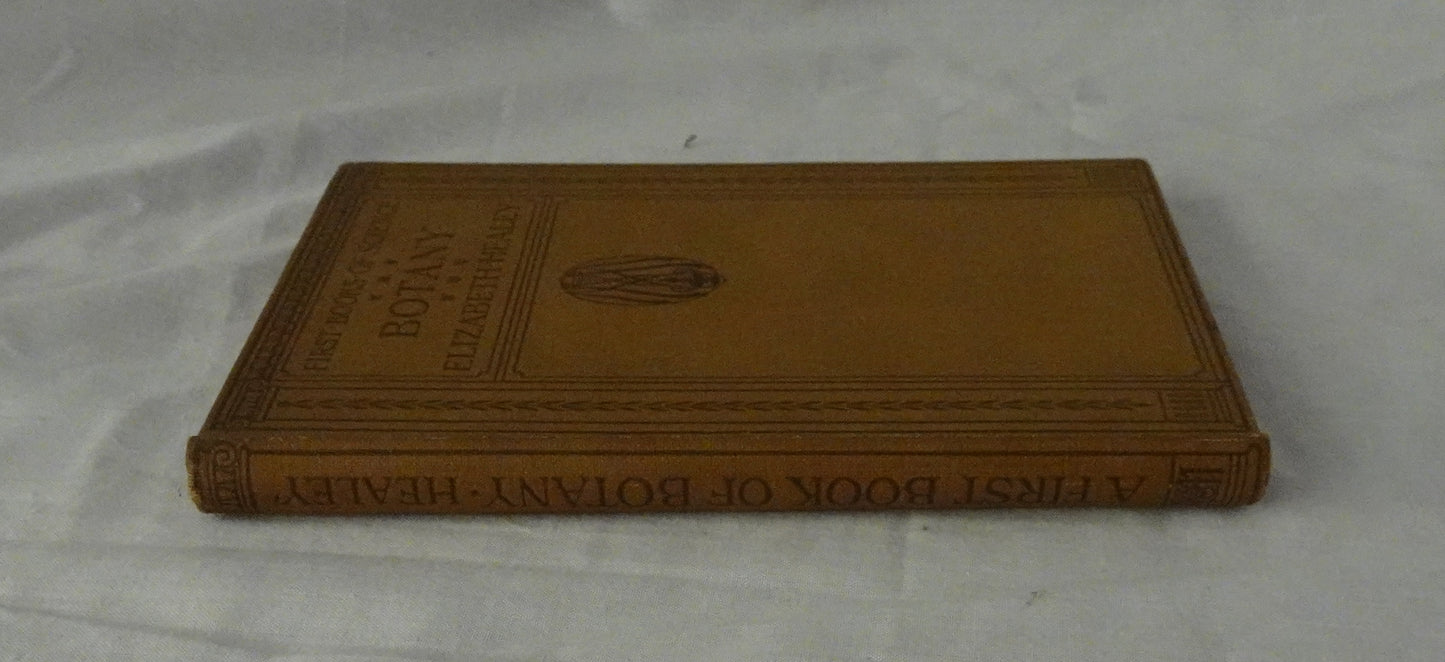 FIRST·BOOKS·OF·SCIENCE
BOTANY
ELIZABETH·HEALEY
A FIRST BOOK OF BOTANY · HEALEY